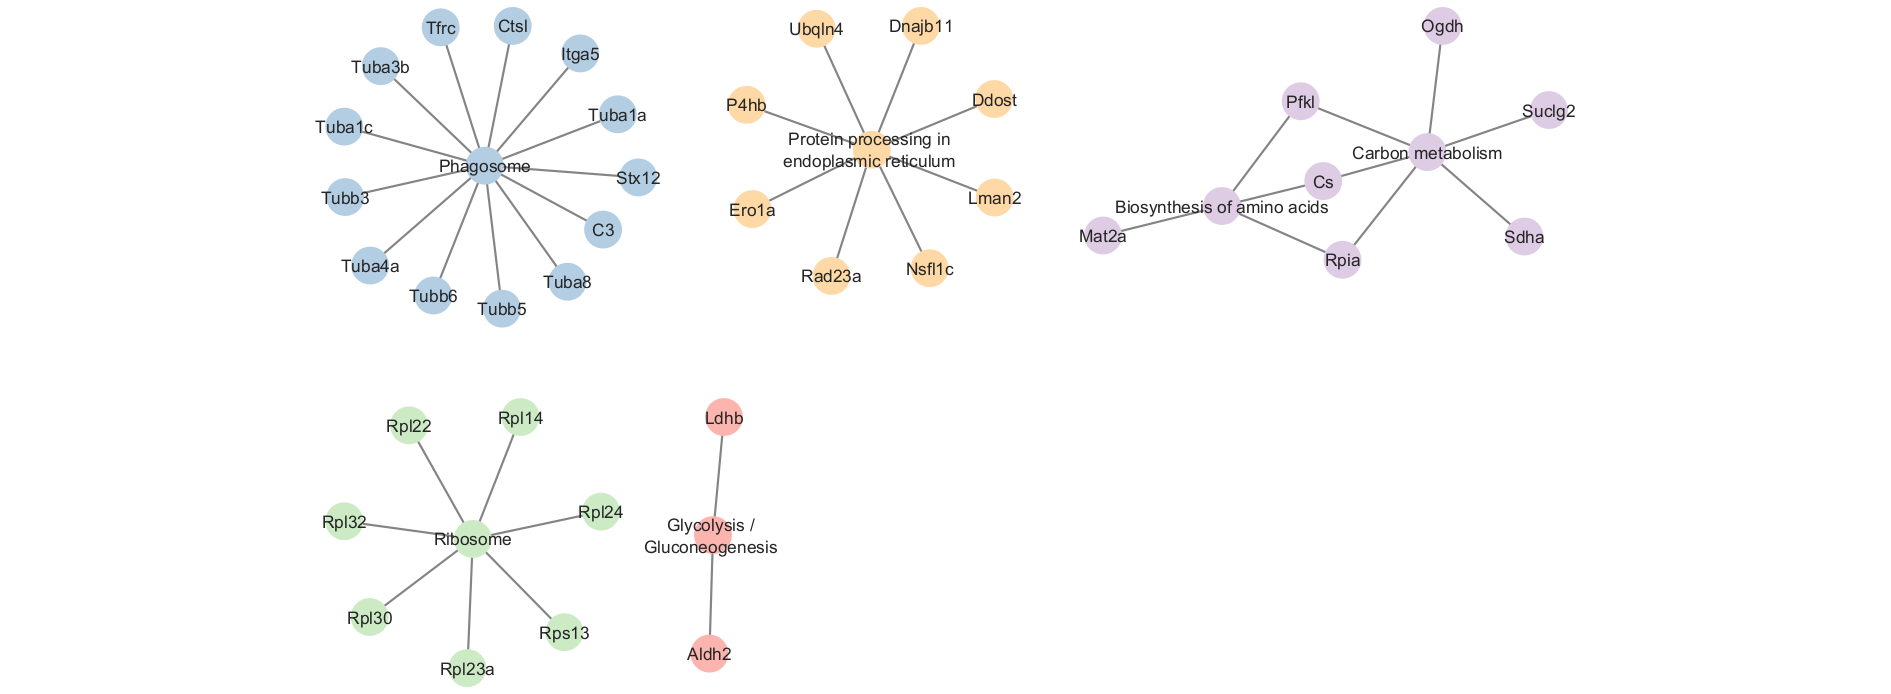 Tfrc
Ctsl
Itga5
Tuba3b
Tuba1a
Tuba1c
Phagosome
Stx12
Tubb3
C3
Tuba4a
Tuba8
Tubb6
Tubb5
Ubqln4
Dnajb11
P4hb
Ddost
Protein processing in
endoplasmic reticulum
Ero1a
Lman2
Rad23a
Nsfl1c
Ogdh
Pfkl
Suclg2
Carbon metabolism
Cs
Biosynthesis of amino acids
Mat2a
Sdha
Rpia
Rpl22
Rpl14
Rpl32
Rpl24
Ribosome
Rpl30
Rps13
Rpl23a
Ldhb
Glycolysis /
Gluconeogenesis
Aldh2